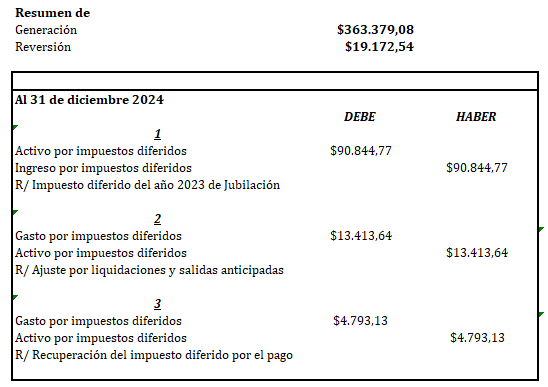 Resumen de
Generación $363.379,08
Reversión $19.172,54
Al 31 de diciembre 2024
DEBE HABER
1
Activo por impuestos diferidos $90.844,77
Ingreso por impuestos diferidos $90.844,77
R/ Impuesto diferido del año 2023 de Jubilación
2
Gasto por impuestos diferidos $13.413,64
Activo por impuestos diferidos $13.413,64
R/ Ajuste por liquidaciones y salidas anticipadas
3
Gasto por impuestos diferidos $4.793,13
Activo por impuestos diferidos $4.793,13
R/ Recuperación del impuesto diferido por el pago